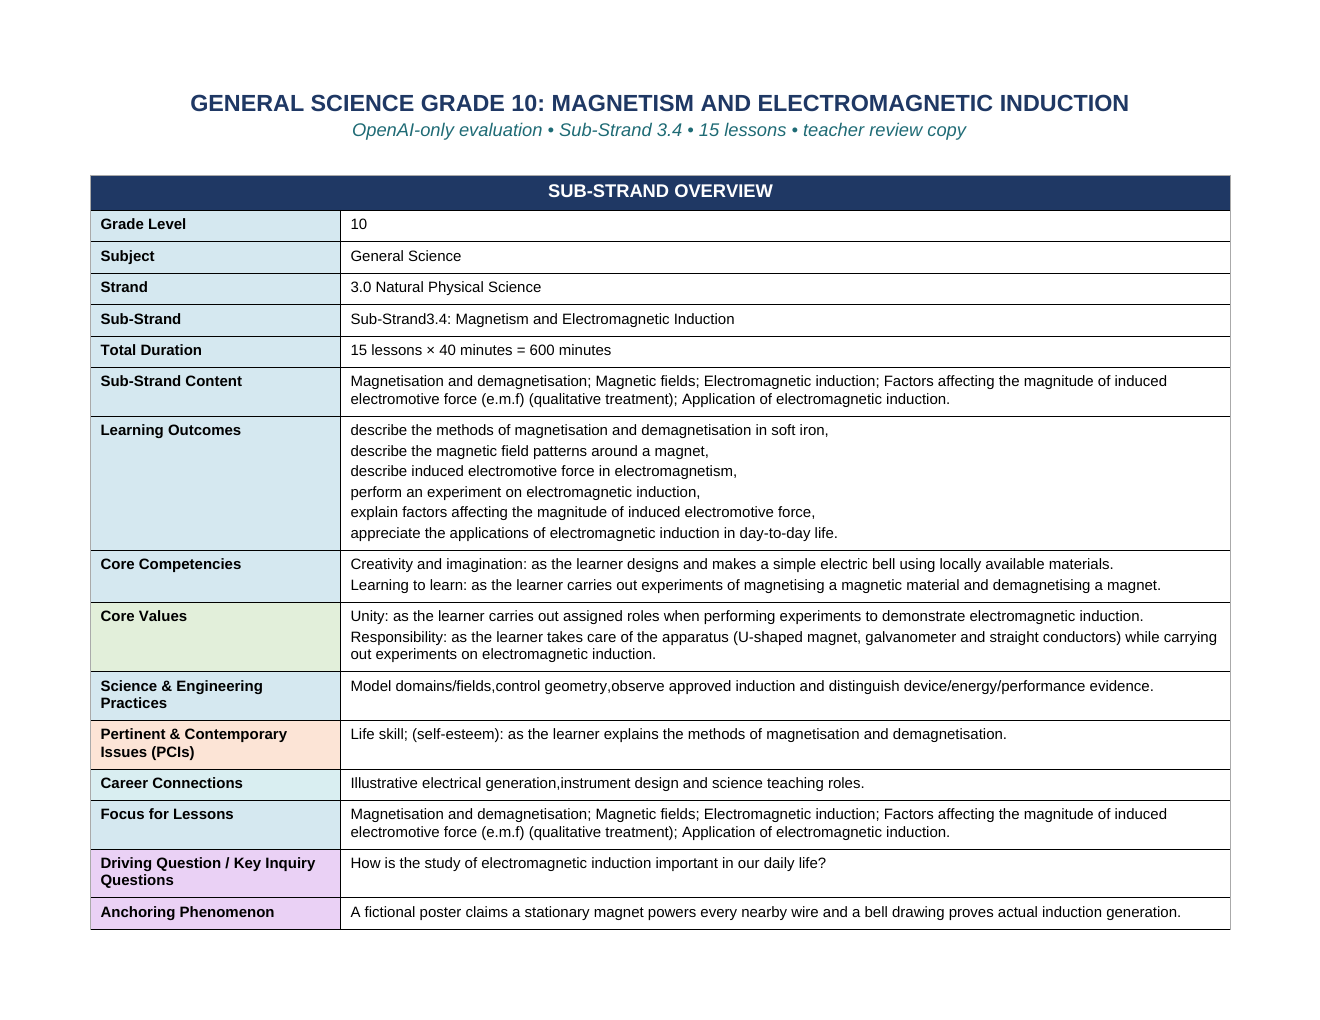 GENERAL SCIENCE GRADE 10: MAGNETISM AND ELECTROMAGNETIC INDUCTION
OpenAI-only evaluation • Sub-Strand 3.4 • 15 lessons • teacher review copy
SUB-STRAND OVERVIEW
Grade Level
10
Subject
General Science
Strand
3.0 Natural Physical Science
Sub-Strand
Sub-Strand3.4: Magnetism and Electromagnetic Induction
Total Duration
15 lessons × 40 minutes = 600 minutes
Sub-Strand Content
Magnetisation and demagnetisation; Magnetic fields; Electromagnetic induction; Factors affecting the magnitude of induced
electromotive force (e.m.f) (qualitative treatment); Application of electromagnetic induction.
Learning Outcomes
describe the methods of magnetisation and demagnetisation in soft iron,
describe the magnetic field patterns around a magnet,
describe induced electromotive force in electromagnetism,
perform an experiment on electromagnetic induction,
explain factors affecting the magnitude of induced electromotive force,
appreciate the applications of electromagnetic induction in day-to-day life.
Core Competencies
Creativity and imagination: as the learner designs and makes a simple electric bell using locally available materials.
Learning to learn: as the learner carries out experiments of magnetising a magnetic material and demagnetising a magnet.
Core Values
Unity: as the learner carries out assigned roles when performing experiments to demonstrate electromagnetic induction.
Responsibility: as the learner takes care of the apparatus (U-shaped magnet, galvanometer and straight conductors) while carrying
out experiments on electromagnetic induction.
Science & Engineering
Practices
Model domains/fields,control geometry,observe approved induction and distinguish device/energy/performance evidence.
Pertinent & Contemporary
Issues (PCIs)
Life skill; (self-esteem): as the learner explains the methods of magnetisation and demagnetisation.
Career Connections
Illustrative electrical generation,instrument design and science teaching roles.
Focus for Lessons
Magnetisation and demagnetisation; Magnetic fields; Electromagnetic induction; Factors affecting the magnitude of induced
electromotive force (e.m.f) (qualitative treatment); Application of electromagnetic induction.
Driving Question / Key Inquiry
Questions
How is the study of electromagnetic induction important in our daily life?
Anchoring Phenomenon
A fictional poster claims a stationary magnet powers every nearby wire and a bell drawing proves actual induction generation.